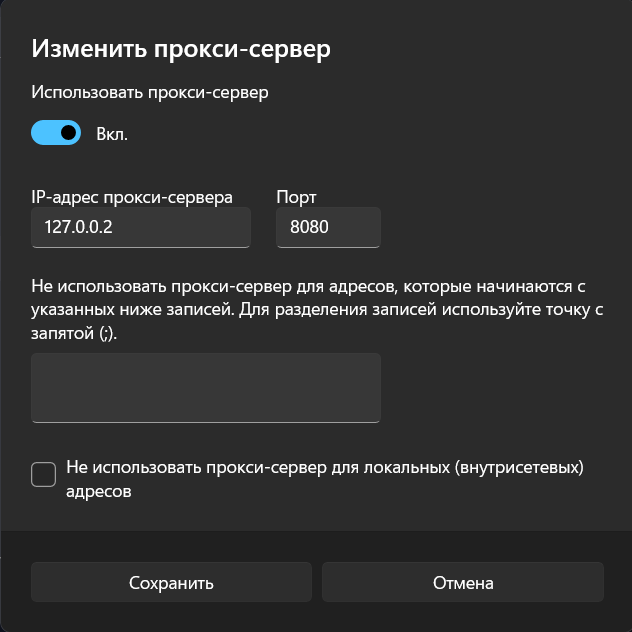 Изменить прокси-сервер
Использовать прокси-сервер
Вкл.
IP-адрес прокси-сервера Порт
127.0.0.2 8080
Не использовать прокси-сервер для адресов, которые начинаются с
указанных ниже записей. Для разделения записей используйте точку с
запятой (;).
Не использовать прокси-сервер для локальных (внутрисетевых)
адресов
Сохранить Отмена